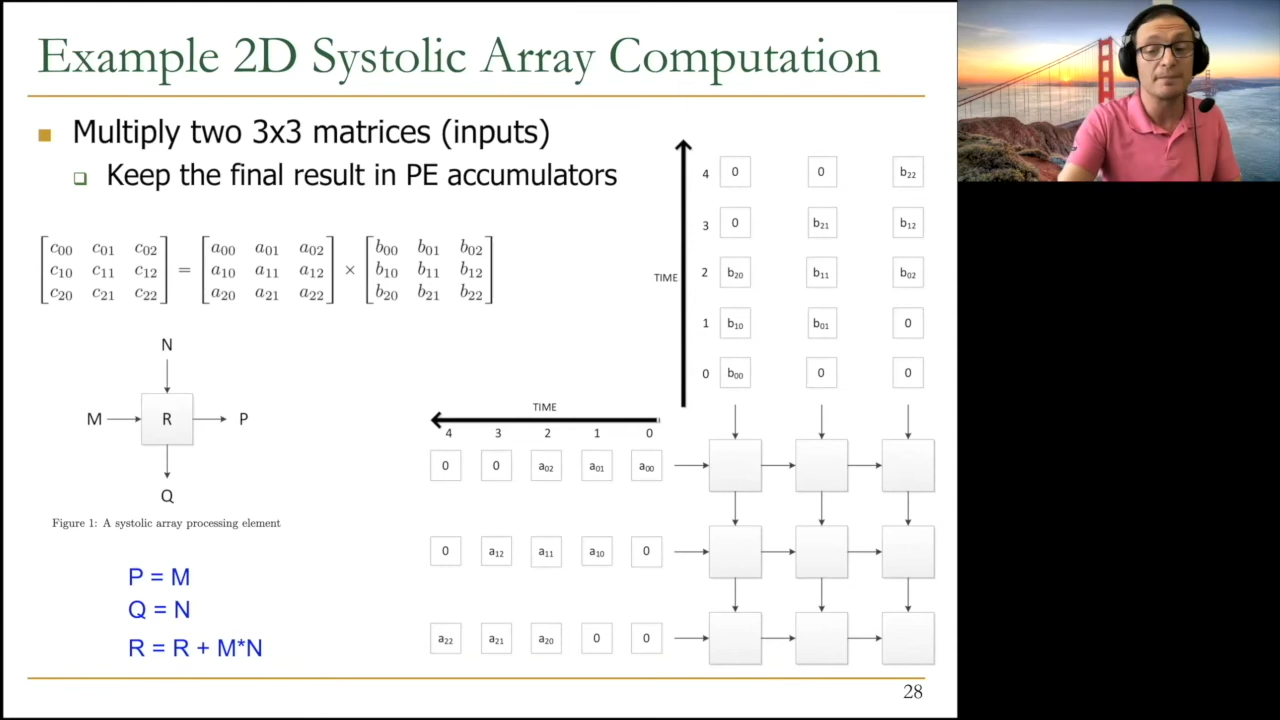 Example 2D Systolic Array Computation
Multiply two 3x3 matrices (inputs)
Keep the final result in PE accumulators
c00 c01 c02 a00 a01 a02 b00 b01 b02
c10 c11 c12 = a10 a11 a12 × b10 b11 b12
c20 c21 c22 a20 a21 a22 b20 b21 b22
N
M R P
Q
Figure 1: A systolic array processing element
P = M
Q = N
R = R + M*N
TIME
4 0 0 b22
3 0 b21 b12
2 b20 b11 b02
1 b10 b01 0
0 b00 0 0
TIME
4 3 2 1 0
0 0 a02 a01 a00
0 a12 a11 a10 0
a22 a21 a20 0 0
28